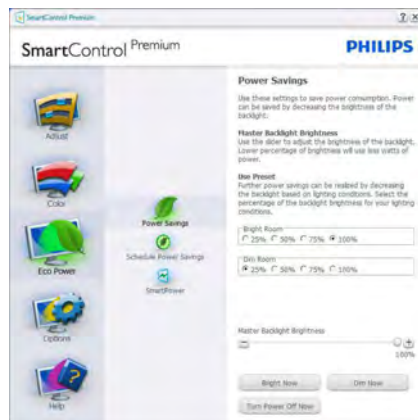 SmartControl Premium
SmartControl Premium
PHILIPS
Adjust
Color
Eco Power
Options
Help
Power Savings
Schedule Power Savings
SmartPower
Power Savings
Use these settings to save power consumption. Power
can be saved by decreasing the brightness of the
backlight.
Master Backlight Brightness
Use the slider to adjust the brightness of the backlight.
Lower percentage of brightness will use less watts of
power.
Use Preset
Further power savings can be realized by decreasing
the backlight based on lighting conditions. Select the
percentage of the backlight brightness for your lighting
conditions.
Bright Room
25% 50% 75% 100%
Dim Room
25% 50% 75% 100%
Master Backlight Brightness
100%
Bright Now
Dim Now
Turn Power Off Now